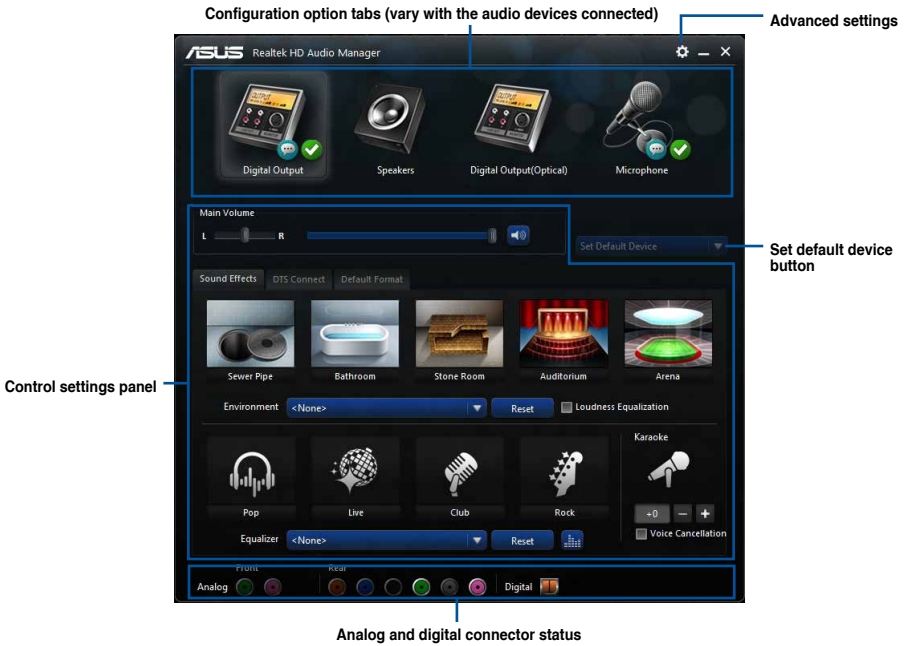 Configuration option tabs (vary with the audio devices connected)
Advanced settings
ASUS Realtek HD Audio Manager
OUTPUT
OUTPUT
Digital Output
Speakers
Digital Output(Optical)
Microphone
Main Volume
L R
Set Default Device
Set default device
button
Sound Effects DTS Connect Default Format
Control settings panel
Sewer Pipe
Bathroom
Stone Room
Auditorium
Arena
Environment <None> Reset Loudness Equalization
Karaoke
Pop
Live
Club
Rock
+0
Equalizer <None> Reset
Voice Cancellation
Front
Rear
Analog
Digital
Analog and digital connector status